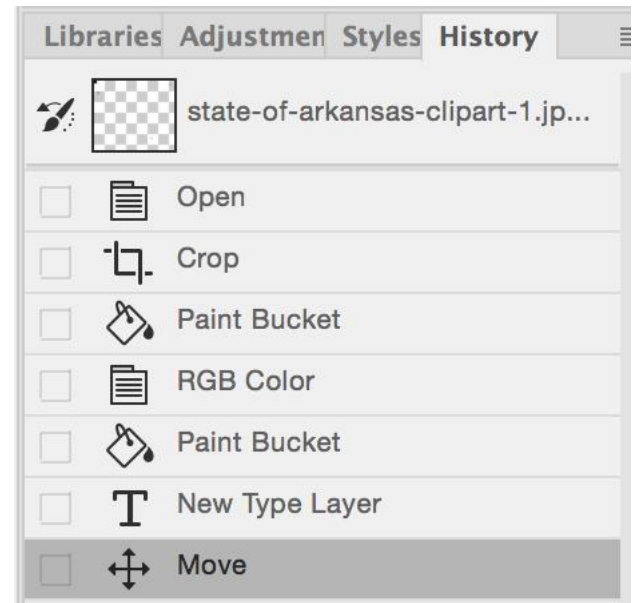 Libraries Adjustmen Styles History
state-of-arkansas-clipart-1.jp...
Open
Crop
Paint Bucket
RGB Color
Paint Bucket
New Type Layer
Move